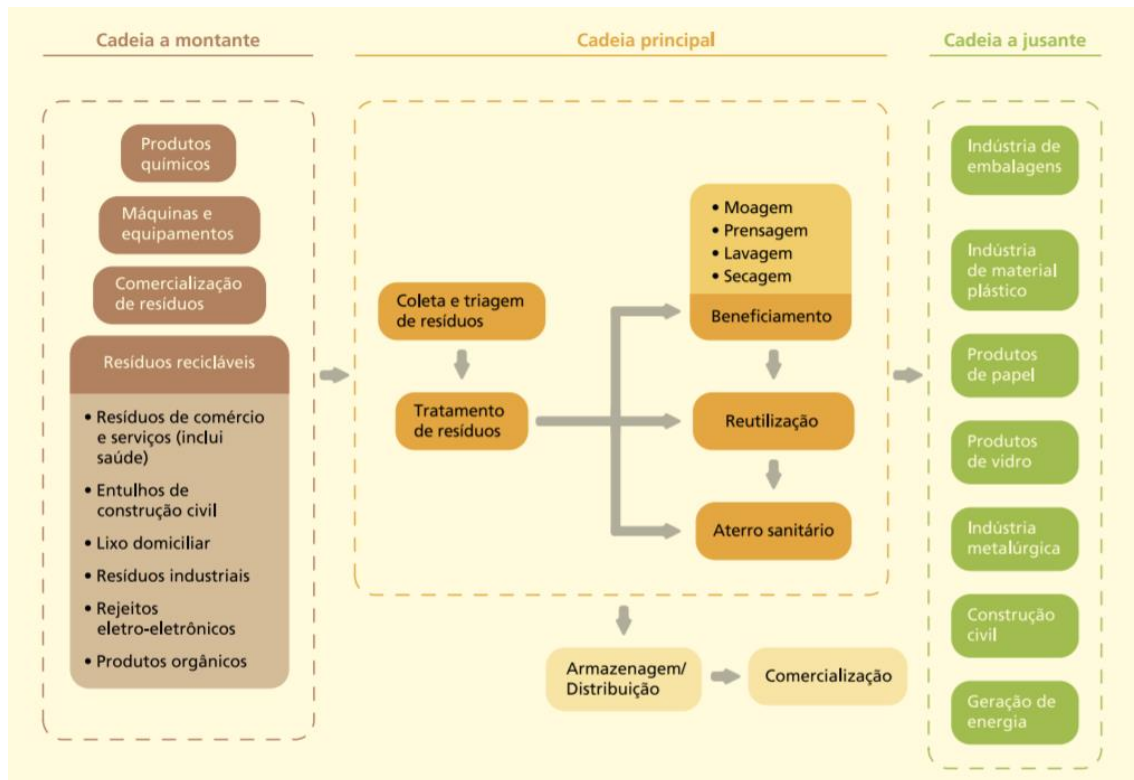 Cadeia a montante
Cadeia principal
Cadeia a jusante
Produtos
químicos
Máquinas e
equipamentos
Comercialização
de resíduos
Resíduos recicláveis
• Resíduos de comércio
e serviços (inclui
saúde)
• Entulhos de
construção civil
• Lixo domiciliar
• Resíduos industriais
• Rejeitos
eletro-eletrônicos
• Produtos orgânicos
Coleta e triagem
de resíduos
Tratamento
de resíduos
• Moagem
• Prensagem
• Lavagem
• Secagem
Beneficiamento
Reutilização
Aterro sanitário
Armazenagem/
Distribuição
Comercialização
Indústria de
embalagens
Indústria
de material
plástico
Produtos
de papel
Produtos
de vidro
Indústria
metalúrgica
Construção
civil
Geração de
energia